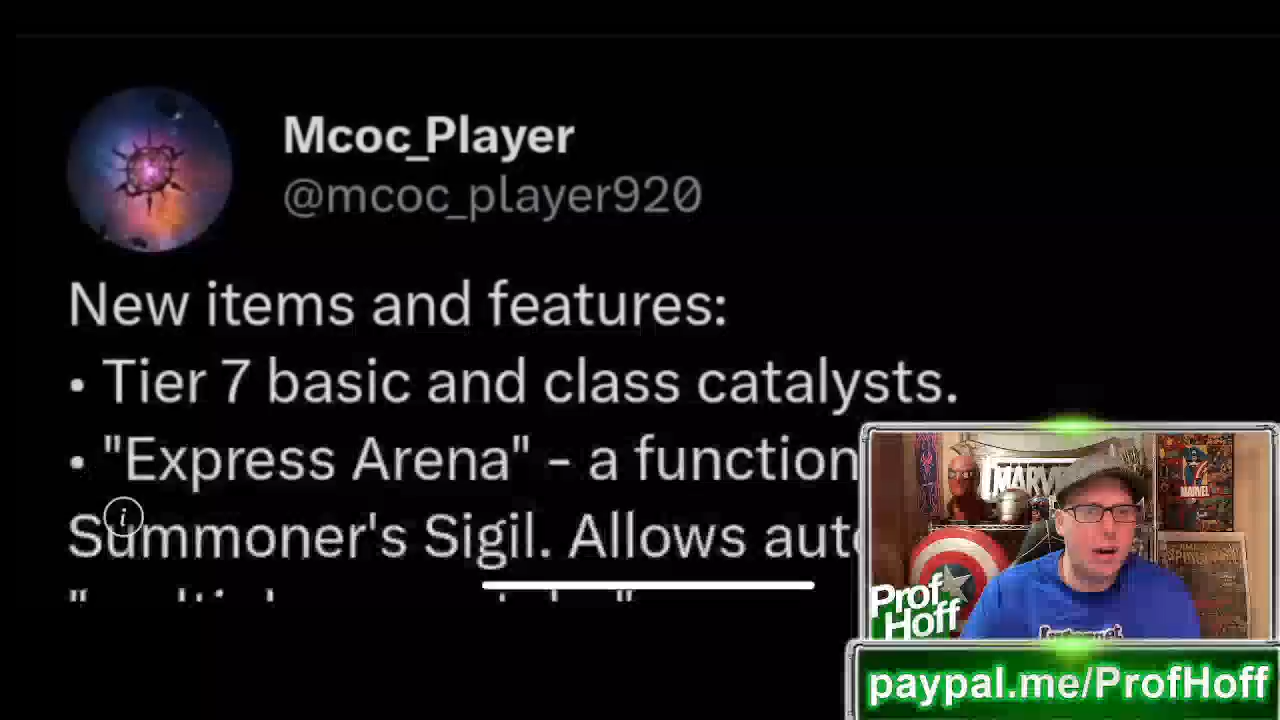 Mcoc_Player
@mcoc_player920
New items and features:
• Tier 7 basic and class catalysts.
• "Express Arena" - a function
Summoner's Sigil. Allows
MARVEL
MARVEL
Prof
Hoff
paypal.me/ProfHoff